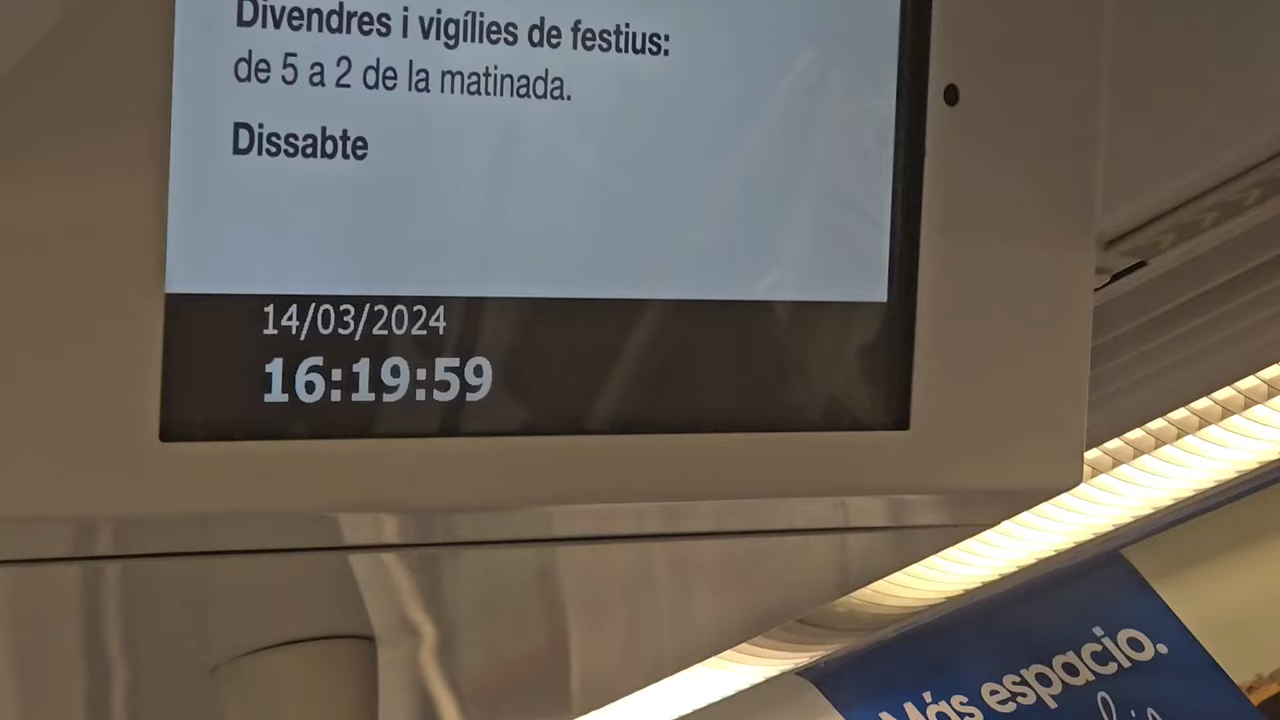 Divendres i vigílies de festius:
de 5 a 2 de la matinada.
Dissabte
14/03/2024
16:19:59
Más espacio.